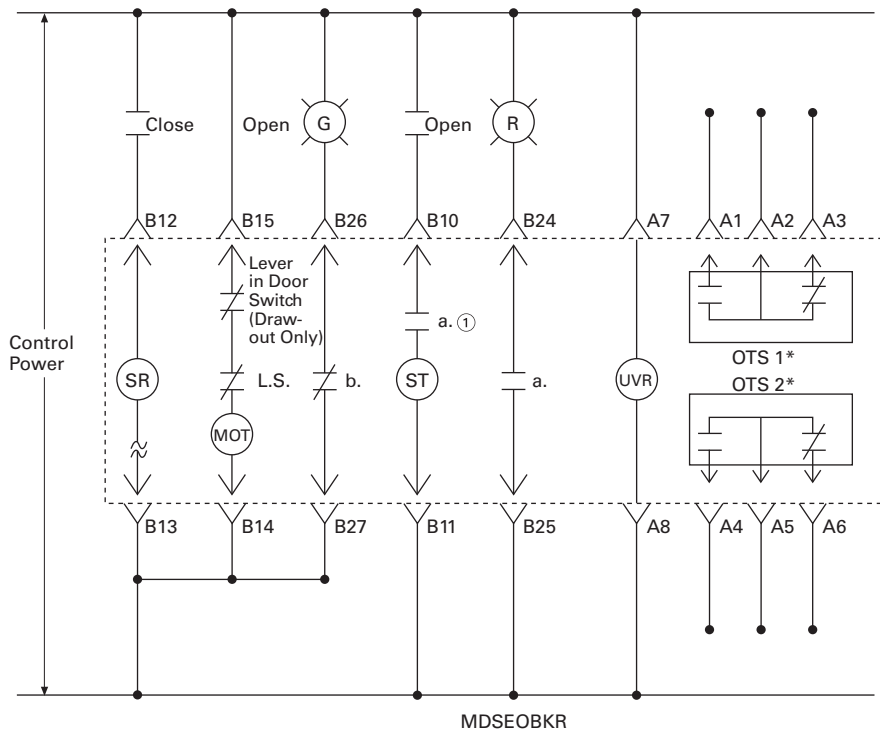 Close
Open
G
Open
R
B12
B15
B26
B10
B24
A7
A1
A2
A3
Lever
in Door
Switch
(Draw-
out Only)
a. ①
Control
Power
SR
L.S.
b.
ST
a.
UVR
OTS 1*
OTS 2*
MOT
B13
B14
B27
B11
B25
A8
A4
A5
A6
MDSEOBKR